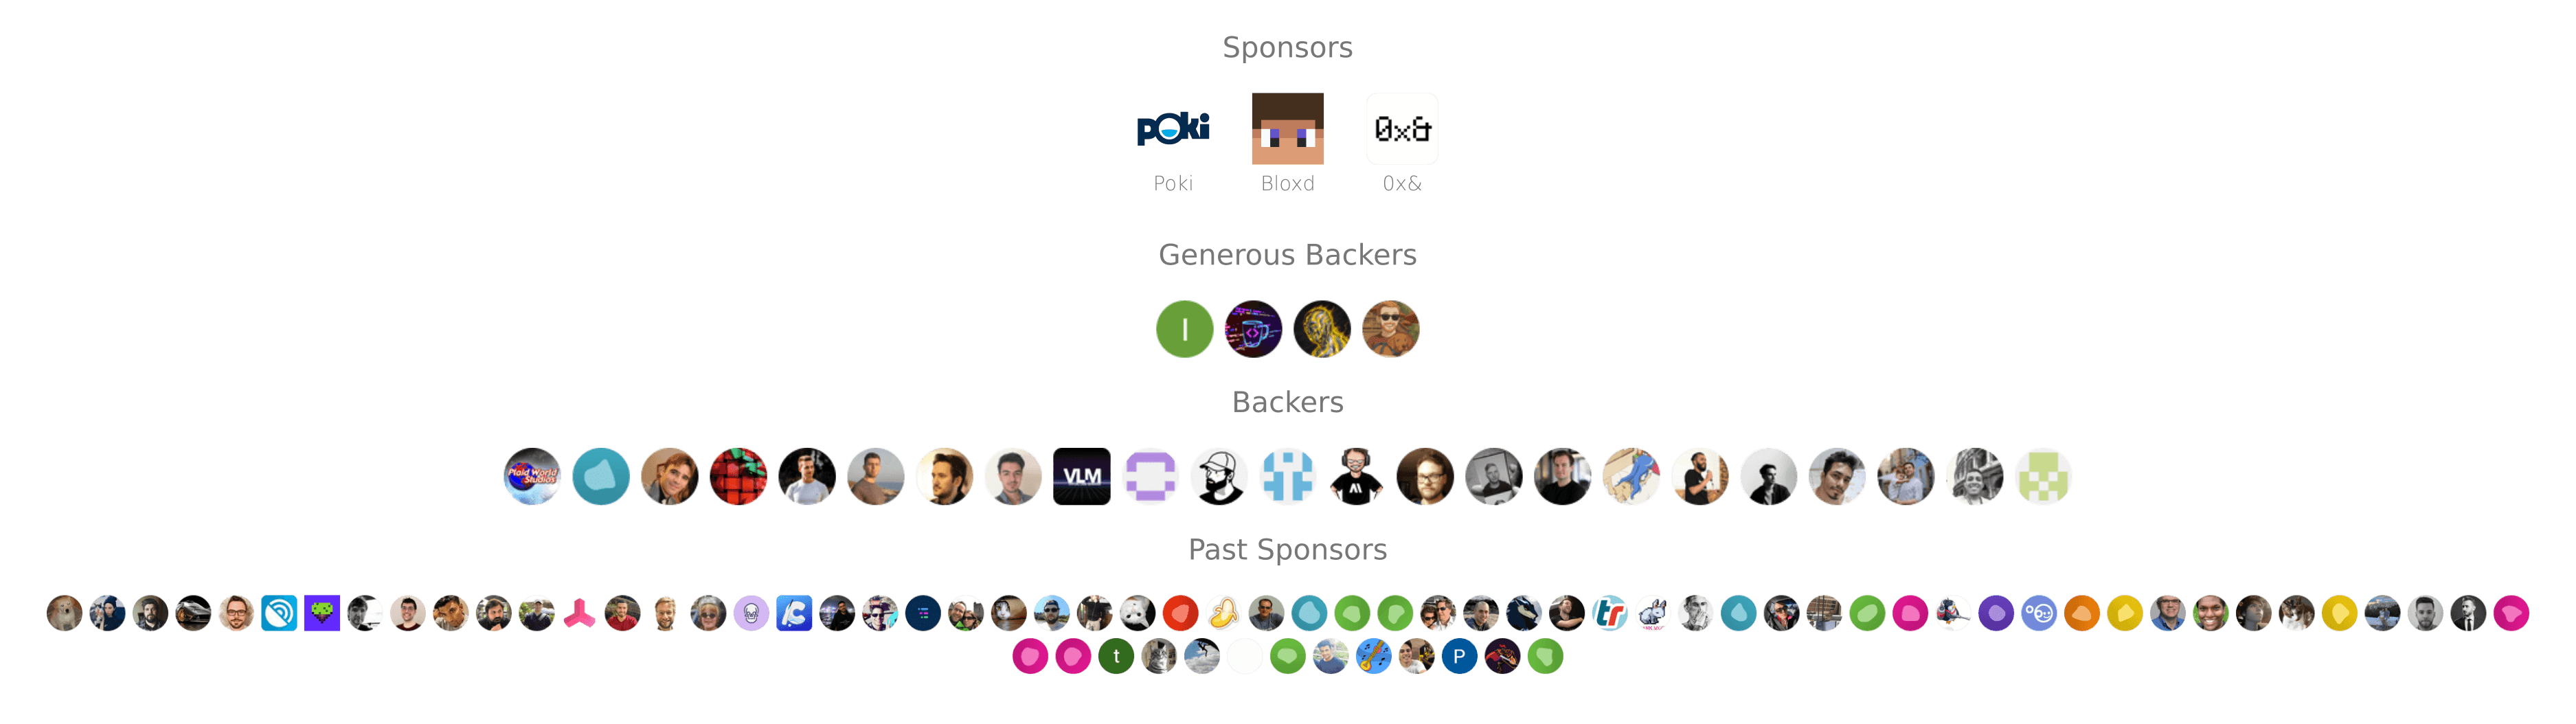 Sponsors
poki
0x&
Poki
Bloxd
0x&
Generous Backers
I
Backers
Plaid World Studios
VLM
Past Sponsors
tr
t
P